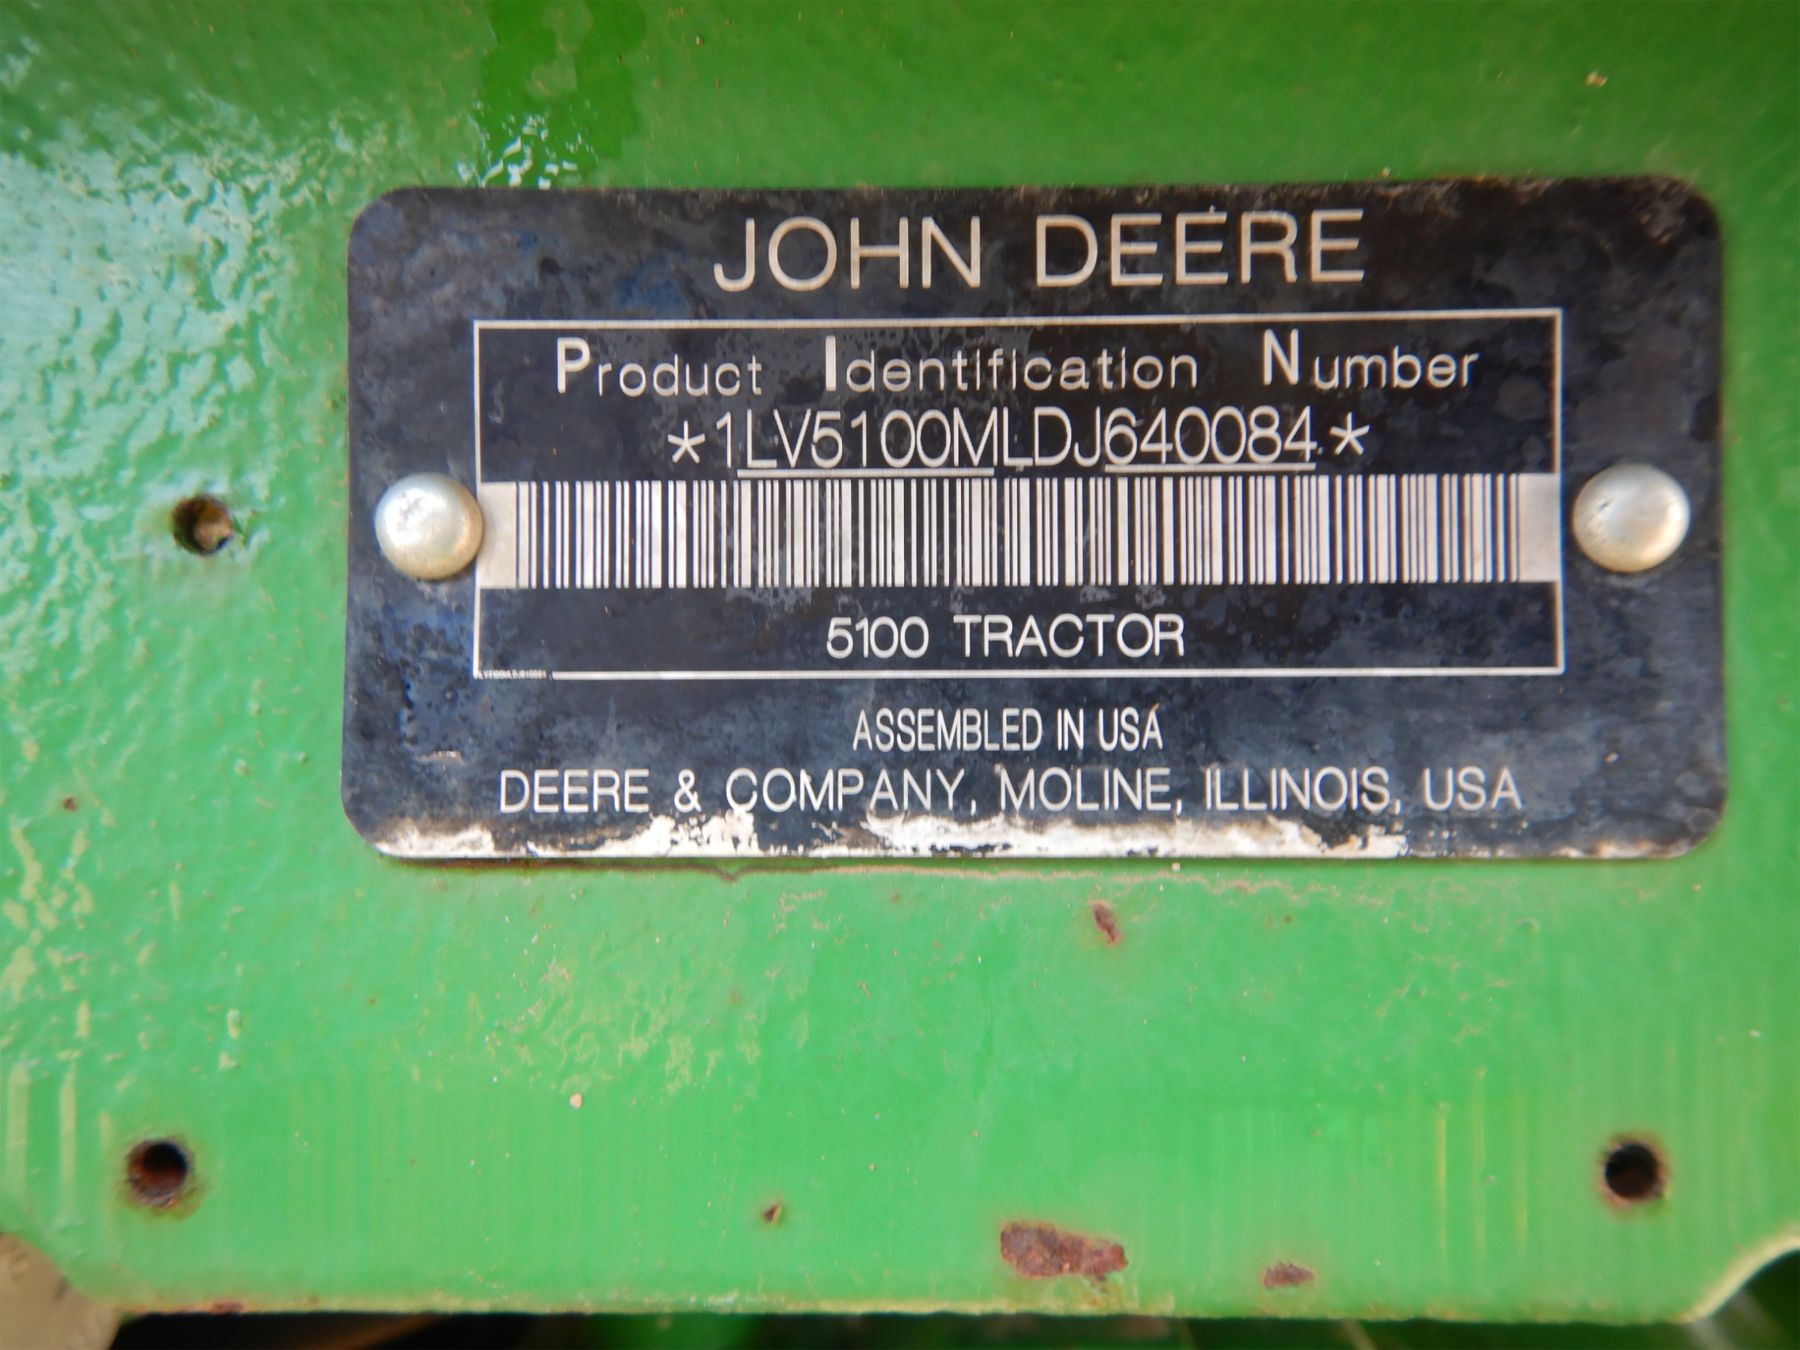 JOHN DEERE
Product Identification Number
*1LV5100MLDJ640084*
5100 TRACTOR
ASSEMBLED IN USA
DEERE & COMPANY, MOLINE, ILLINOIS, USA